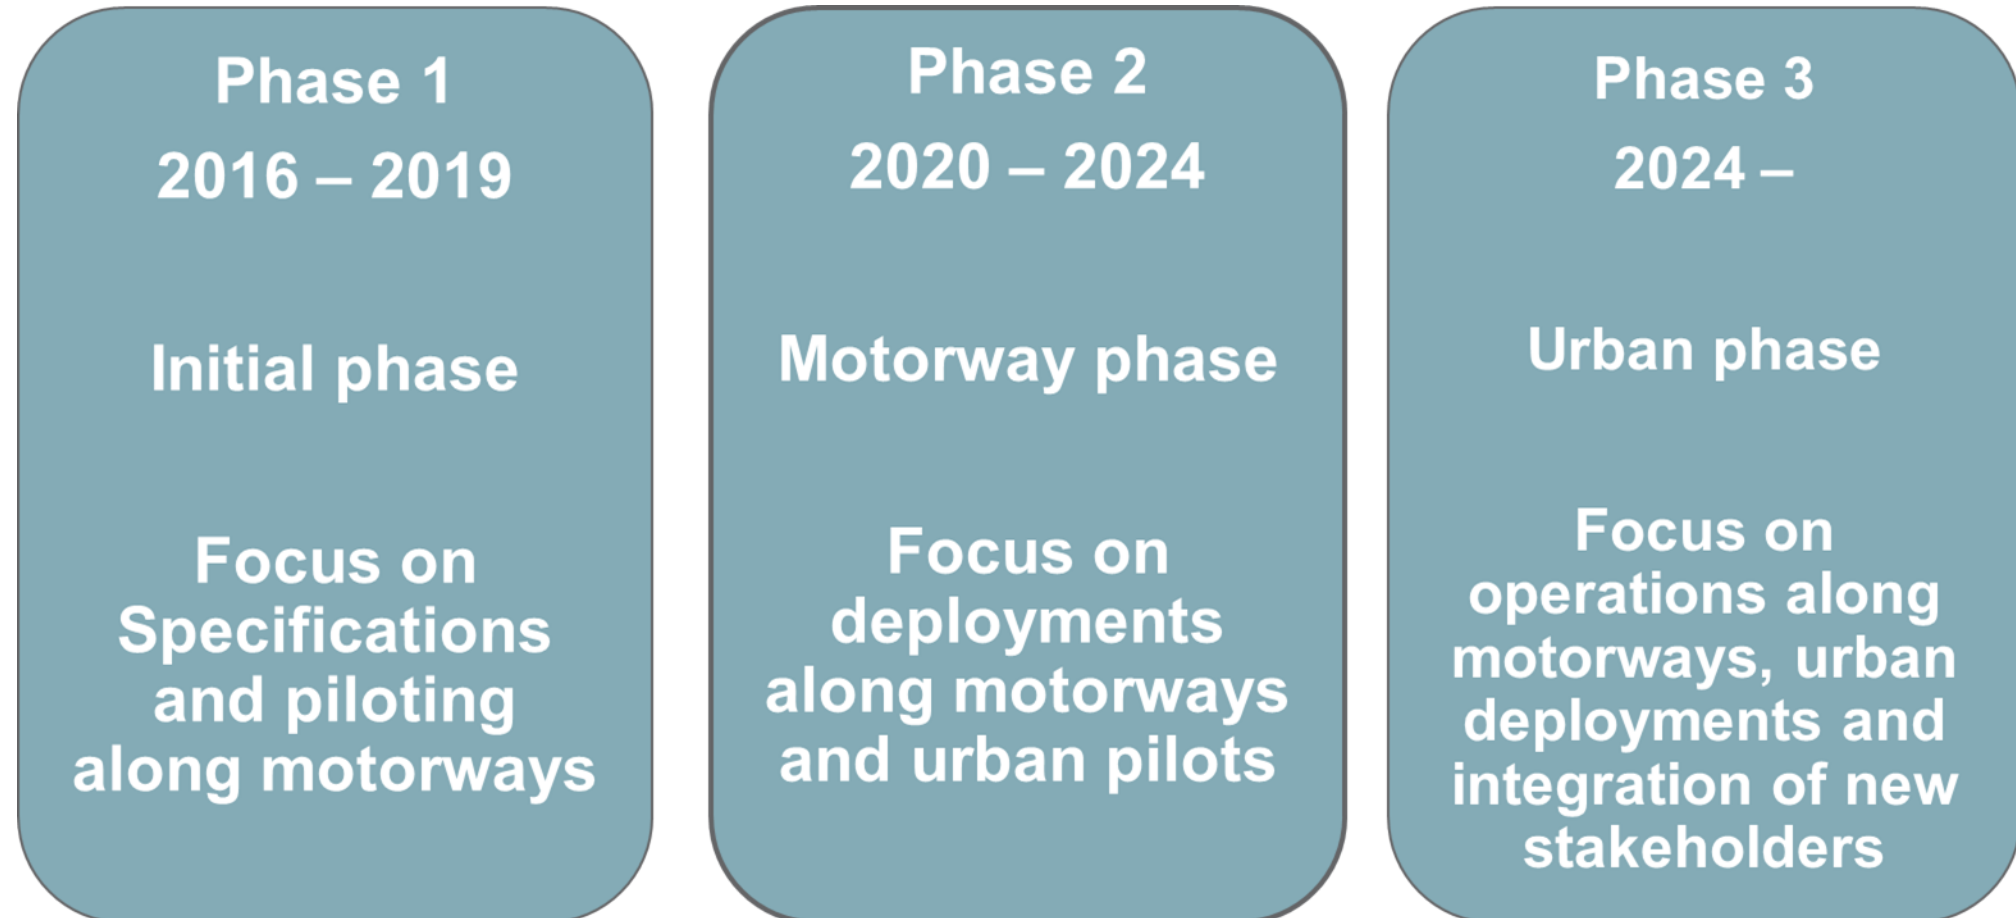 Phase 1
2016 – 2019
Initial phase
Focus on
Specifications
and piloting
along motorways
Phase 2
2020 – 2024
Motorway phase
Focus on
deployments
along motorways
and urban pilots
Phase 3
2024 –
Urban phase
Focus on
operations along
motorways, urban
deployments and
integration of new
stakeholders